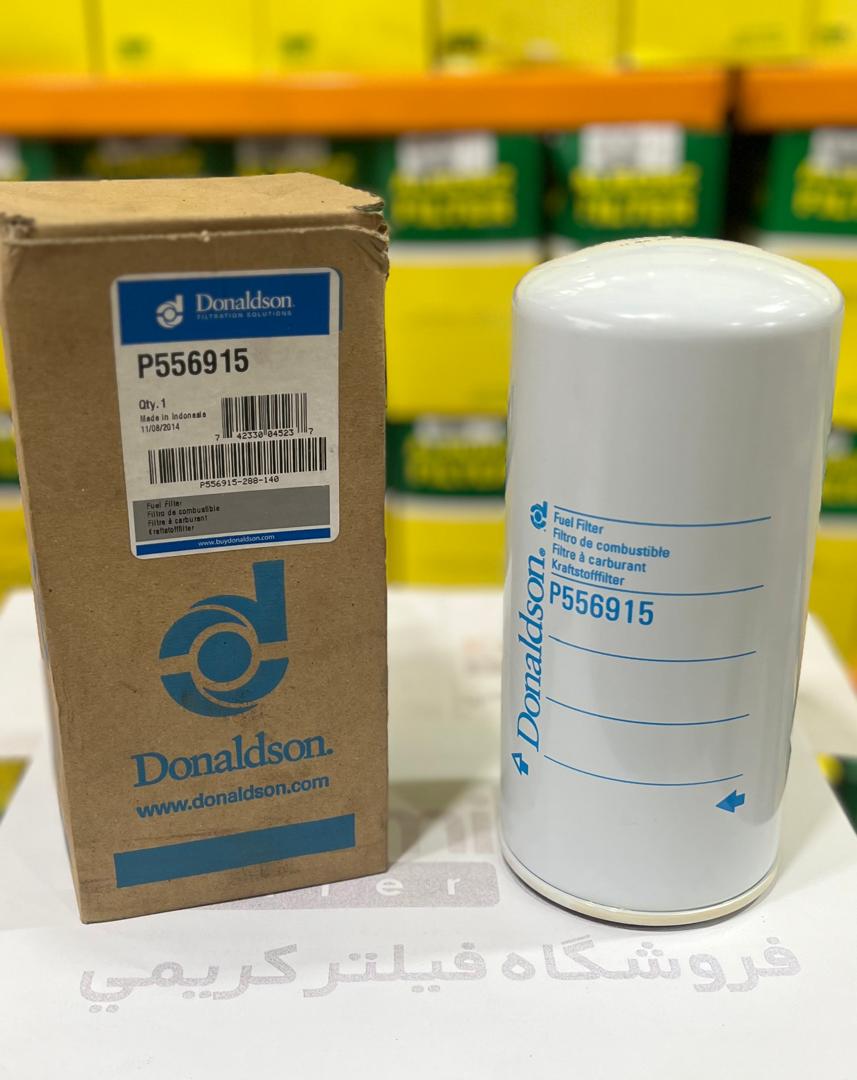 Donaldson.
FILTRATION SOLUTIONS
P556915
Qty. 1
Made in Indonesia
11/08/2014
7 42330 04523 7
P556915-288-140
Fuel Filter
Filtro de combustible
Filtre à carburant
Kraftstofffilter
www.buydonaldson.com
Donaldson.
www.donaldson.com
Fuel Filter
Filtro de combustible
Filtre à carburant
Kraftstofffilter
P556915
Donaldson®
FILTER
فروشگاه فیلتر کریمي